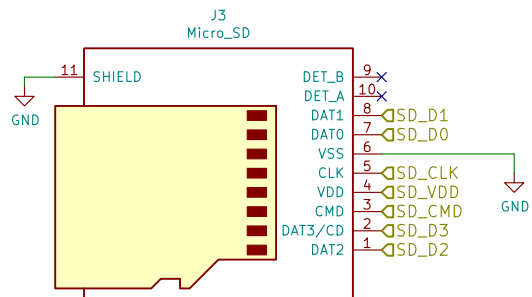 J3
Micro_SD
11 SHIELD
GND
DET_B 9
DET_A 10
DAT1 8 SD_D1
DAT0 7 SD_D0
VSS 6
CLK 5 SD_CLK
VDD 4 SD_VDD
CMD 3 SD_CMD
DAT3/CD 2 SD_D3
DAT2 1 SD_D2
GND